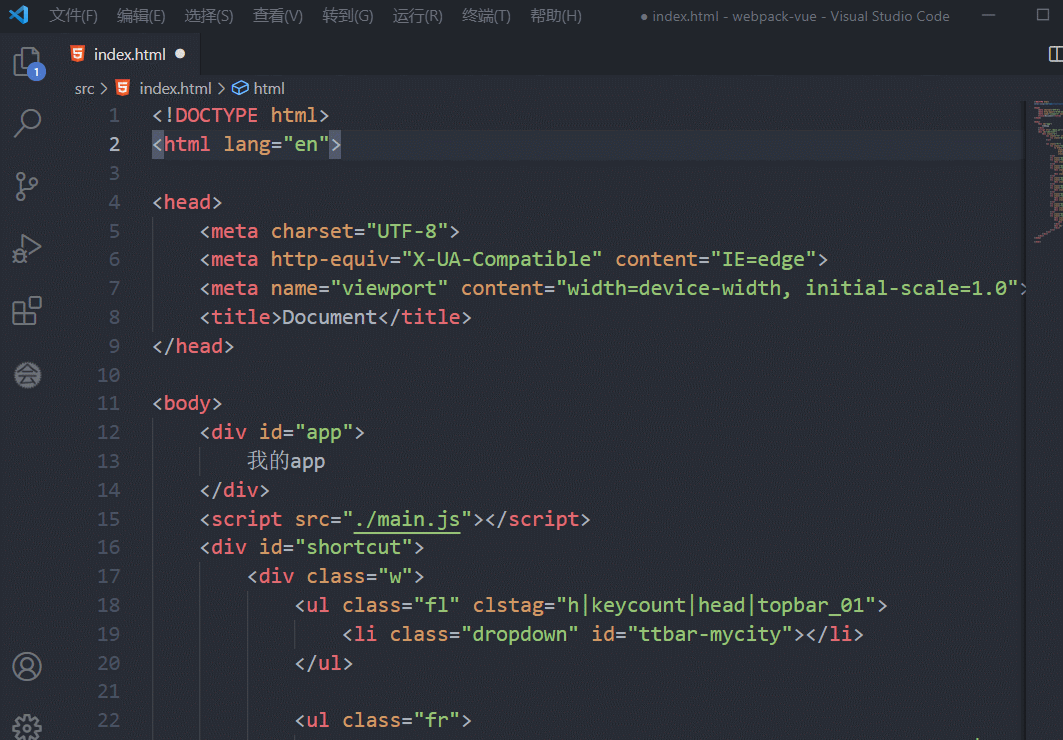 文件(F) 编辑(E) 选择(S) 查看(V) 转到(G) 运行(R) 终端(T) 帮助(H) ● index.html - webpack-vue - Visual Studio Code
1 index.html ●
src > index.html > html
1 <!DOCTYPE html>
2 <html lang="en">
3
4 <head>
5 <meta charset="UTF-8">
6 <meta http-equiv="X-UA-Compatible" content="IE=edge">
7 <meta name="viewport" content="width=device-width, initial-scale=1.0">
8 <title>Document</title>
9 </head>
10
11 <body>
12 <div id="app">
13 我的app
14 </div>
15 <script src="./main.js"></script>
16 <div id="shortcut">
17 <div class="w">
18 <ul class="fl" clstag="h|keycount|head|topbar_01">
19 <li class="dropdown" id="ttbar-mycity"></li>
20 </ul>
21
22 <ul class="fr">